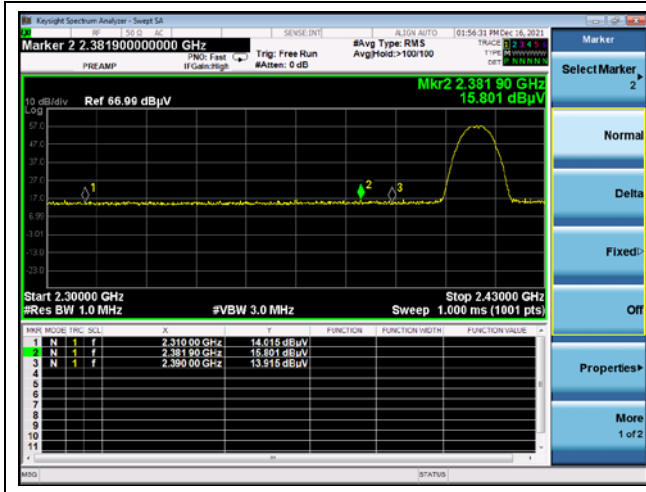 Keysight Spectrum Analyzer - Swept SA
RF 50 Ω AC SENSE:INT ALIGN AUTO 01:56:31 PM Dec 16, 2021
Marker 2 2.381900000000 GHz
PREAMP
PNO: Fast
IFGain:High
Trig: Free Run
#Atten: 0 dB
#Avg Type: RMS
Avg|Hold:>100/100
TRACE 1 2 3 4 5 6
TYPE M
DET P N N N N N
Mkr2 2.381 90 GHz
15.801 dBµV
10 dB/div Ref 66.99 dBµV
Log
57.0
47.0
37.0
27.0
17.0
6.99
-3.01
-13.0
-23.0
1
2
3
Start 2.30000 GHz Stop 2.43000 GHz
#Res BW 1.0 MHz #VBW 3.0 MHz Sweep 1.000 ms (1001 pts)
MKR MODE TRC SCL X Y FUNCTION FUNCTION WIDTH FUNCTION VALUE
1 N 1 f 2.310 00 GHz 14.015 dBµV
2 N 1 f 2.381 90 GHz 15.801 dBµV
3 N 1 f 2.390 00 GHz 13.915 dBµV
4
5
6
7
8
9
10
11
MSG STATUS
Marker
Select Marker
2
Normal
Delta
Fixed
Off
Properties
More
1 of 2